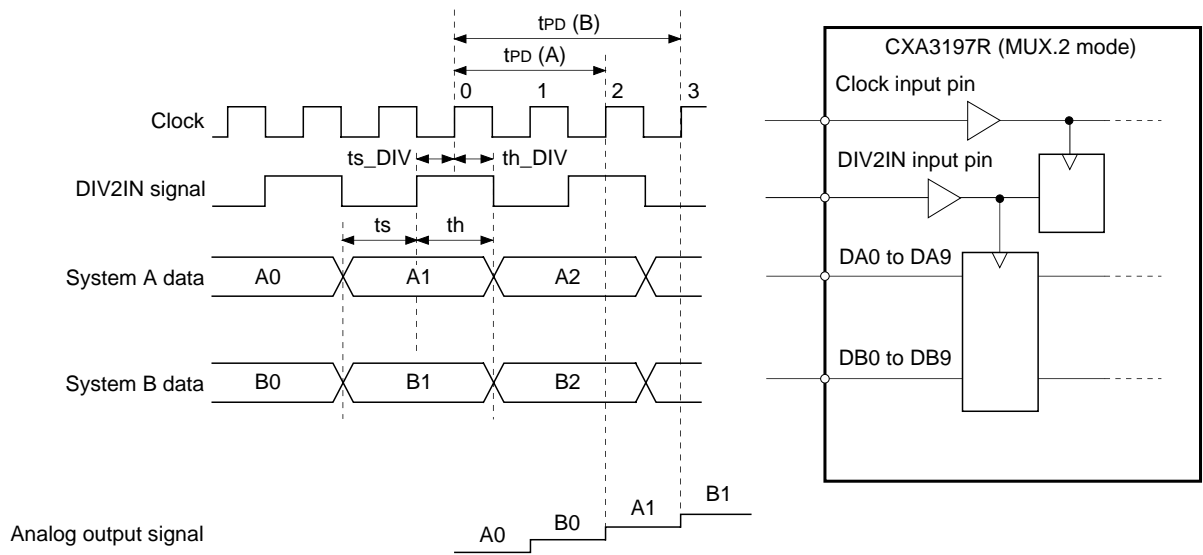 tPD (B)
tPD (A)
0 1 2 3
Clock
ts_DIV th_DIV
DIV2IN signal
ts th
System A data
A0 A1 A2
System B data
B0 B1 B2
Analog output signal
A0 B0 A1 B1
CXA3197R (MUX.2 mode)
Clock input pin
DIV2IN input pin
DA0 to DA9
DB0 to DB9